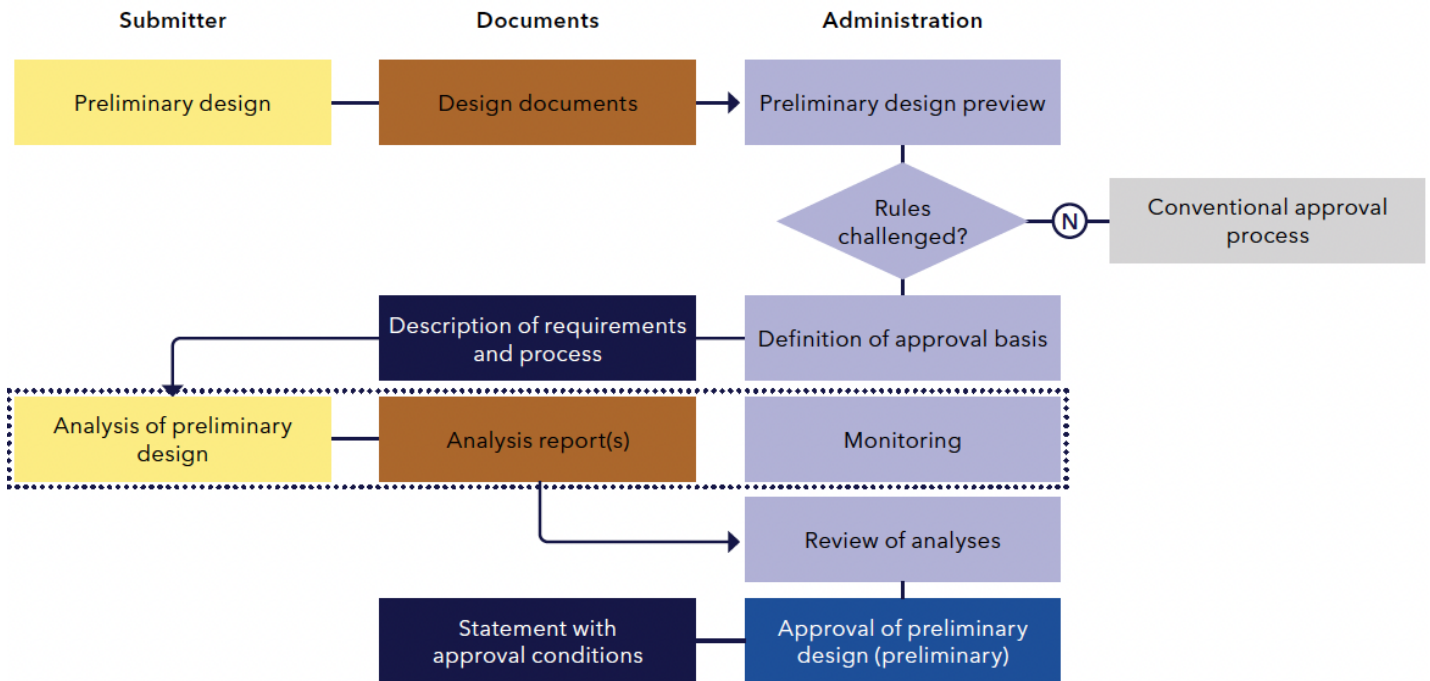 Submitter
Documents
Administration
Preliminary design
Design documents
Preliminary design preview
Rules
challenged?
N
Conventional approval
process
Description of requirements
and process
Definition of approval basis
Analysis of preliminary
design
Analysis report(s)
Monitoring
Review of analyses
Statement with
approval conditions
Approval of preliminary
design (preliminary)